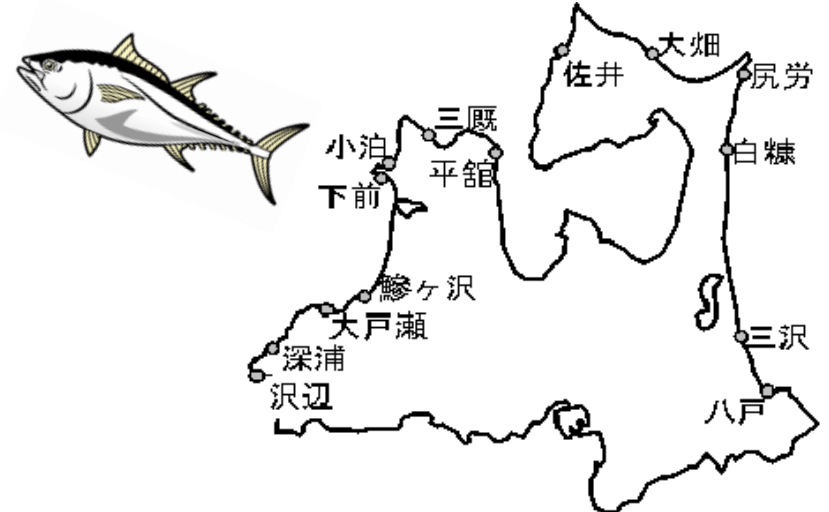 大畑
佐井
尻労
三厩
小泊
白糠
平舘
下前
鰺ヶ沢
大戸瀬
三沢
深浦
沢辺
八戸